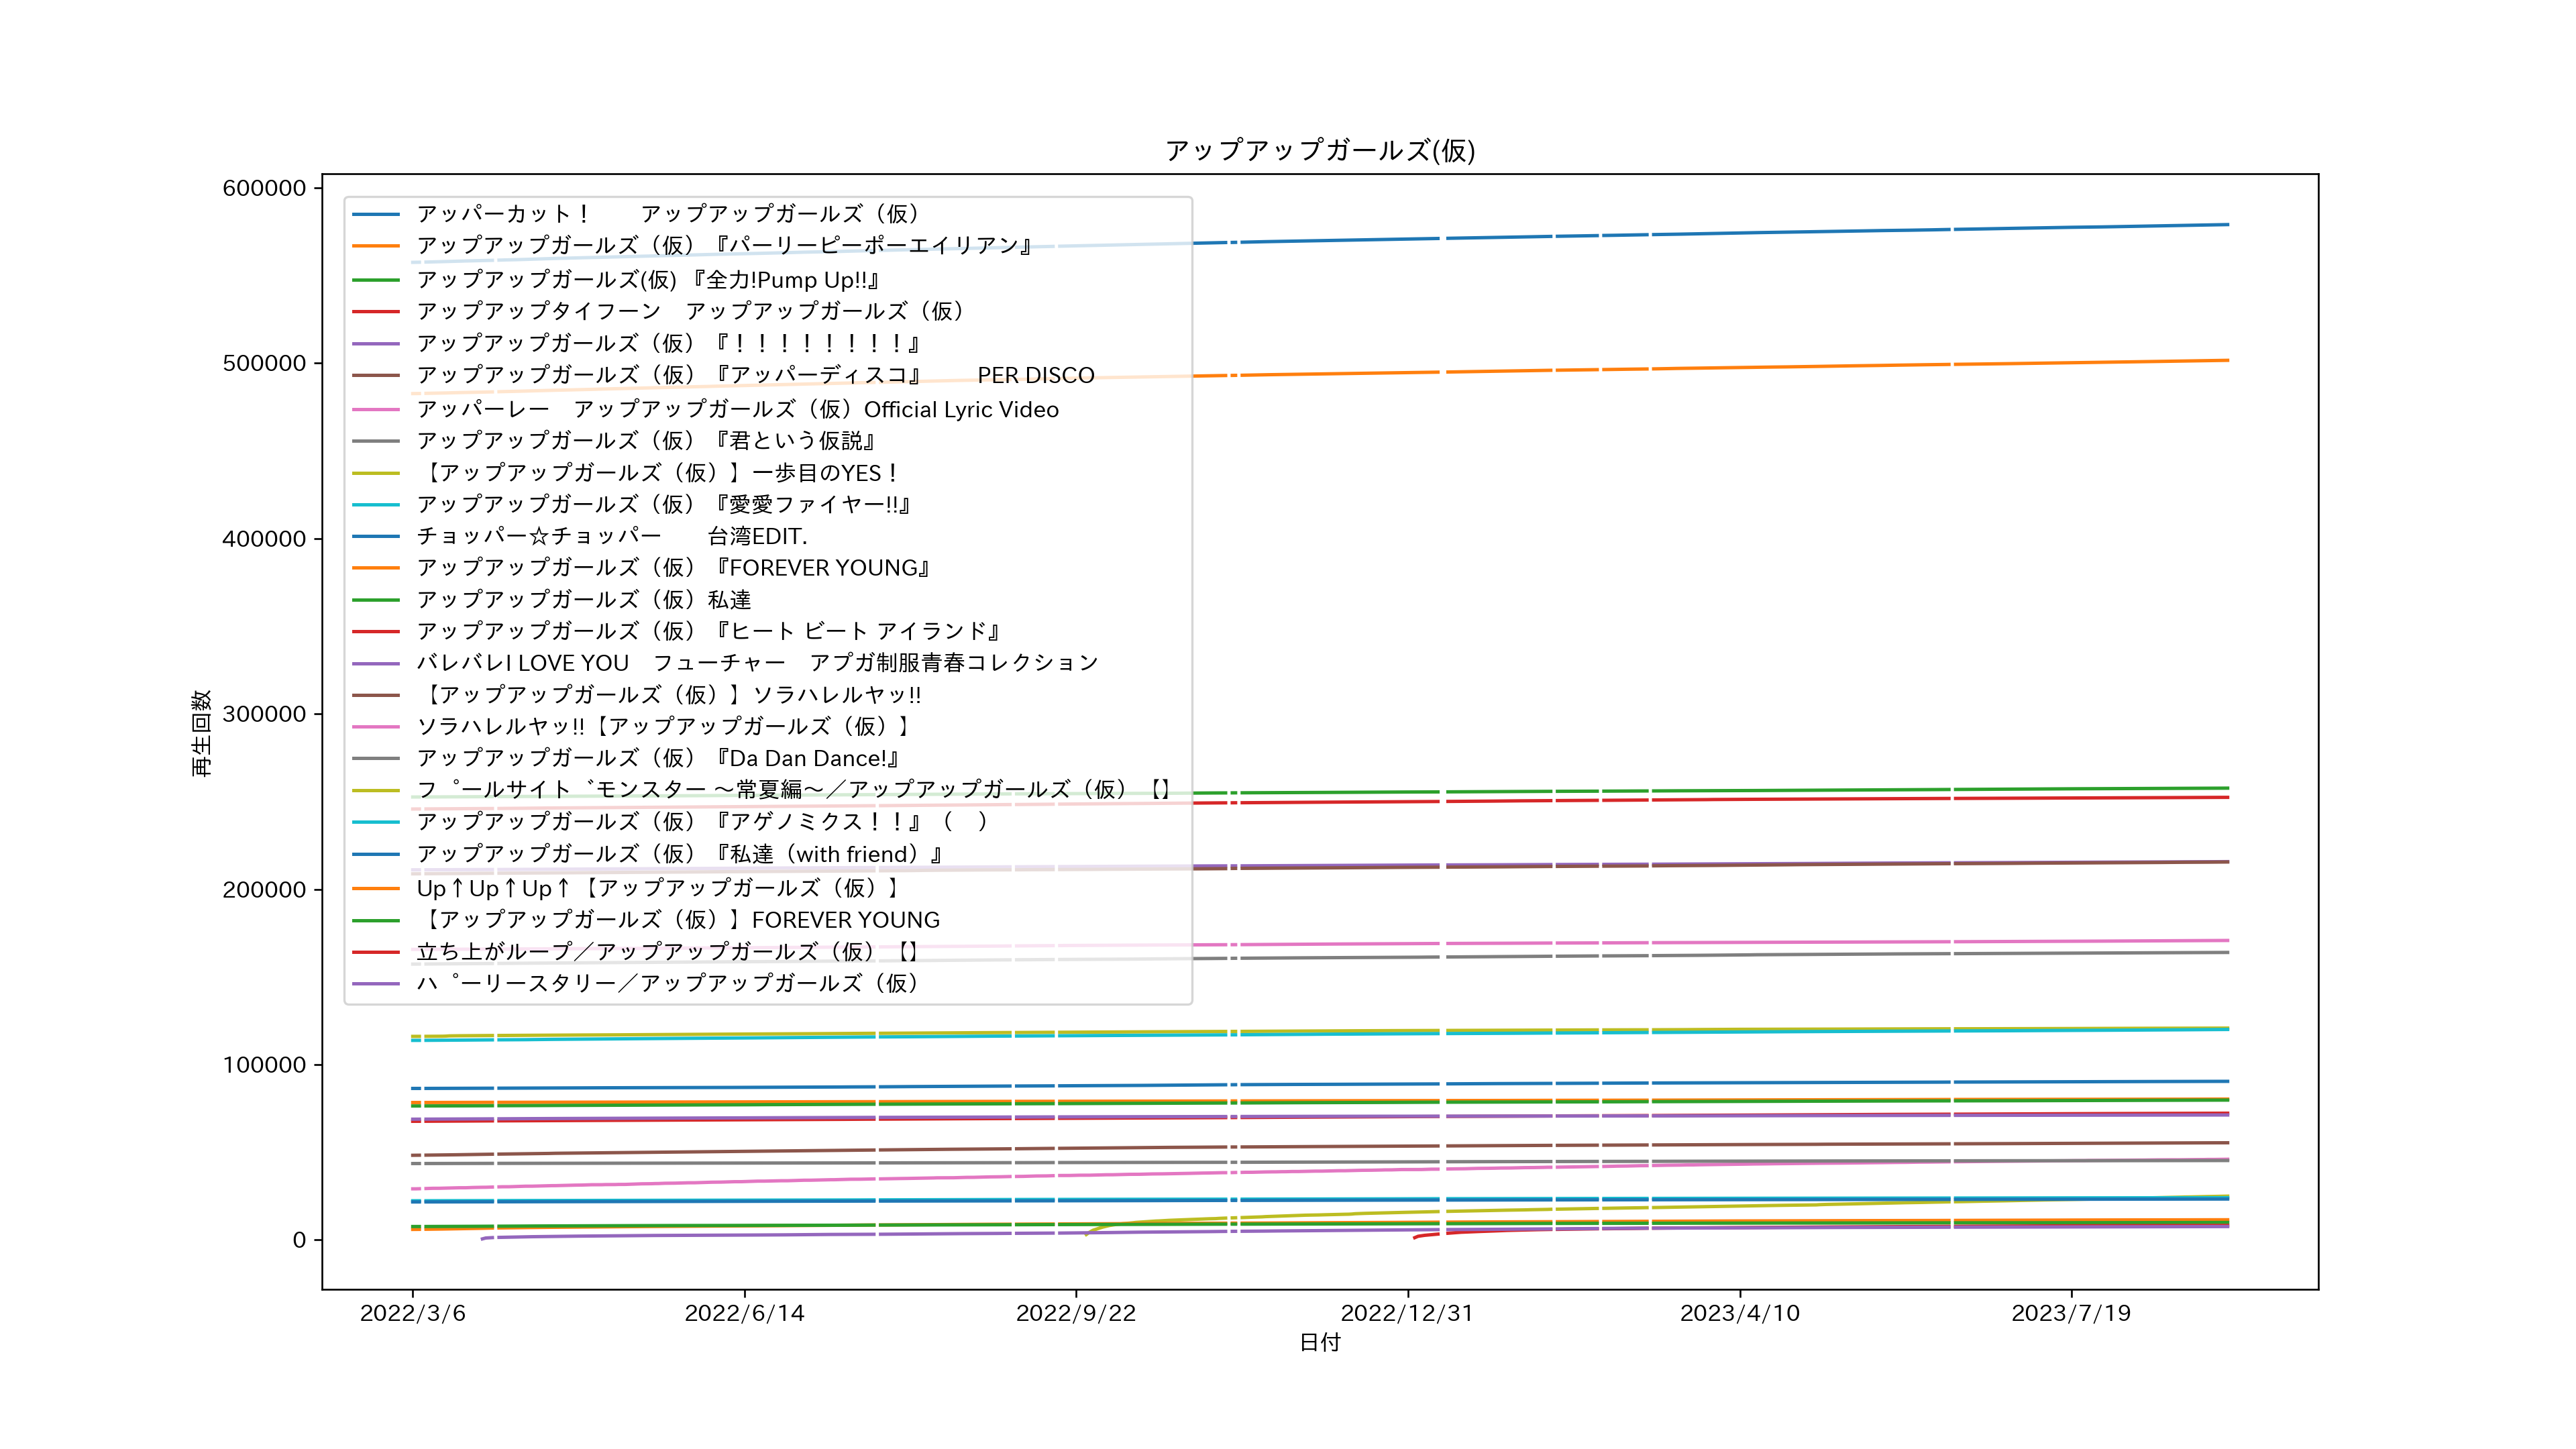 アップアップガールズ(仮)
600000
500000
400000
300000
200000
100000
0
再生回数
アッパーカット！　　アップアップガールズ（仮）
アップアップガールズ（仮）『パーリーピーポーエイリアン』
アップアップガールズ(仮) 『全力!Pump Up!!』
アップアップタイフーン　アップアップガールズ（仮）
アップアップガールズ（仮）『！！！！！！！！』
アップアップガールズ（仮）『アッパーディスコ』　　PER DISCO
アッパーレー　アップアップガールズ（仮）Official Lyric Video
アップアップガールズ（仮）『君という仮説』
【アップアップガールズ（仮）】一歩目のYES！
アップアップガールズ（仮）『愛愛ファイヤー!!』
チョッパー☆チョッパー　　台湾EDIT.
アップアップガールズ（仮）『FOREVER YOUNG』
アップアップガールズ（仮）私達
アップアップガールズ（仮）『ヒート ビート アイランド』
バレバレI LOVE YOU　フューチャー　アプガ制服青春コレクション
【アップアップガールズ（仮）】ソラハレルヤッ!!
ソラハレルヤッ!!【アップアップガールズ（仮）】
アップアップガールズ（仮）『Da Dan Dance!』
フ゜ールサイト゛モンスター 〜常夏編〜／アップアップガールズ（仮）【】
アップアップガールズ（仮）『アゲノミクス！！』（　）
アップアップガールズ（仮）『私達（with friend）』
Up↑Up↑Up↑【アップアップガールズ（仮）】
【アップアップガールズ（仮）】FOREVER YOUNG
立ち上がループ／アップアップガールズ（仮）【】
ハ゜ーリースタリー／アップアップガールズ（仮）
2022/3/6
2022/6/14
2022/9/22
2022/12/31
2023/4/10
2023/7/19
日付